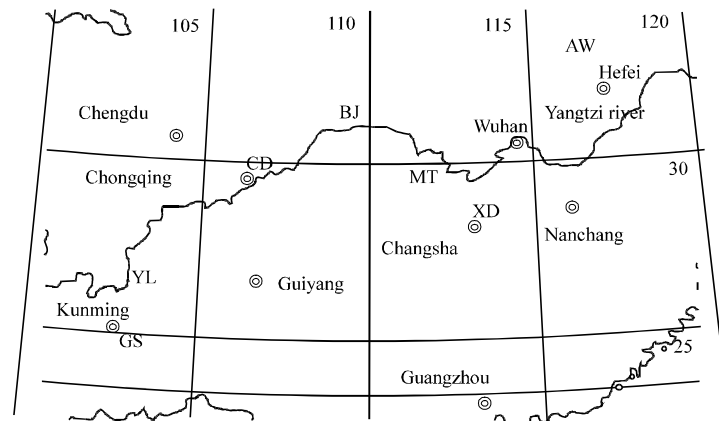 105
110
115
120
AW
Hefei
Chengdu
BJ
Yangtzi river
Wuhan
CD
30
Chongqing
MT
XD
Changsha
Nanchang
YL
Guiyang
Kunming
GS
25
Guangzhou